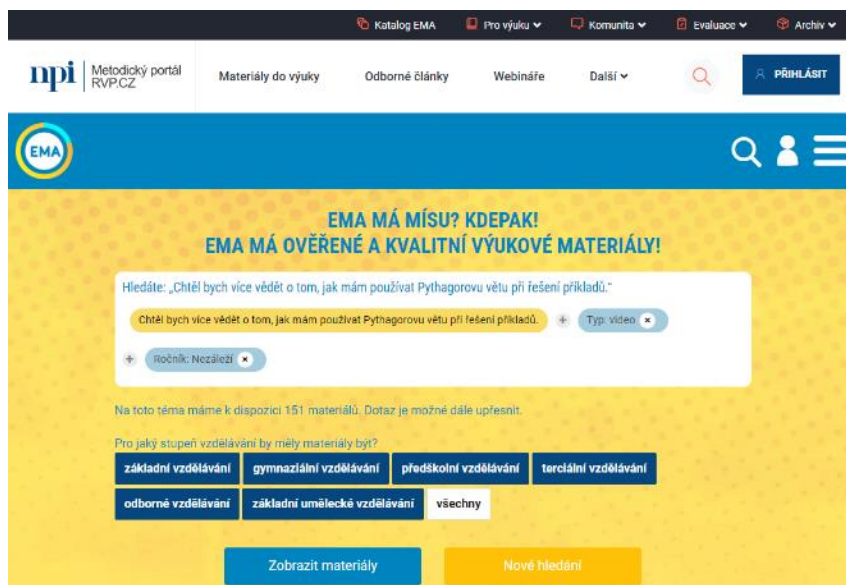 Katalog EMA Pro výuku Komunita Evaluace Archiv
npi Metodický portál
RVP.CZ
Materiály do výuky Odborné články Webináře Další PŘIHLÁSIT
EMA
EMA MÁ MÍSU? KDEPAK!
EMA MÁ OVĚŘENÉ A KVALITNÍ VÝUKOVÉ MATERIÁLY!
Hledáte: „Chtěl bych více vědět o tom, jak mám používat Pythagorovu větu při řešení příkladů."
Chtěl bych více vědět o tom, jak mám používat Pythagorovu větu při řešení příkladů. + Typ: video ×
+ Ročník: Nezáleží ×
Na toto téma máme k dispozici 151 materiálů. Dotaz je možné dále upřesnit.
Pro jaký stupeň vzdělávání by měly materiály být?
základní vzdělávání gymnaziální vzdělávání předškolní vzdělávání terciální vzdělávání
odborné vzdělávání základní umělecké vzdělávání všechny
Zobrazit materiály Nové hledání